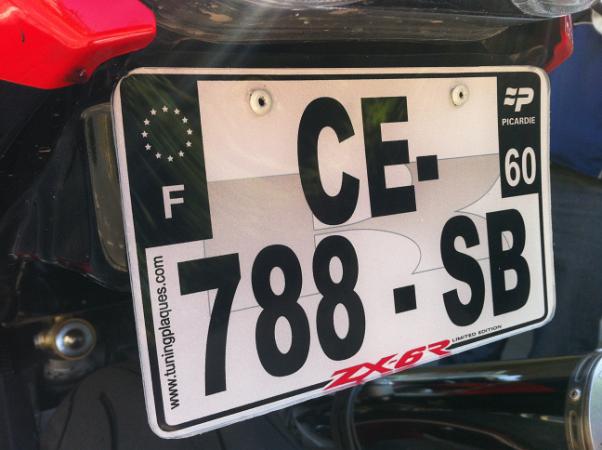 F
CE-
PICARDIE
60
788-SB
www.tuningplaques.com
ZX-6R LIMITED EDITION